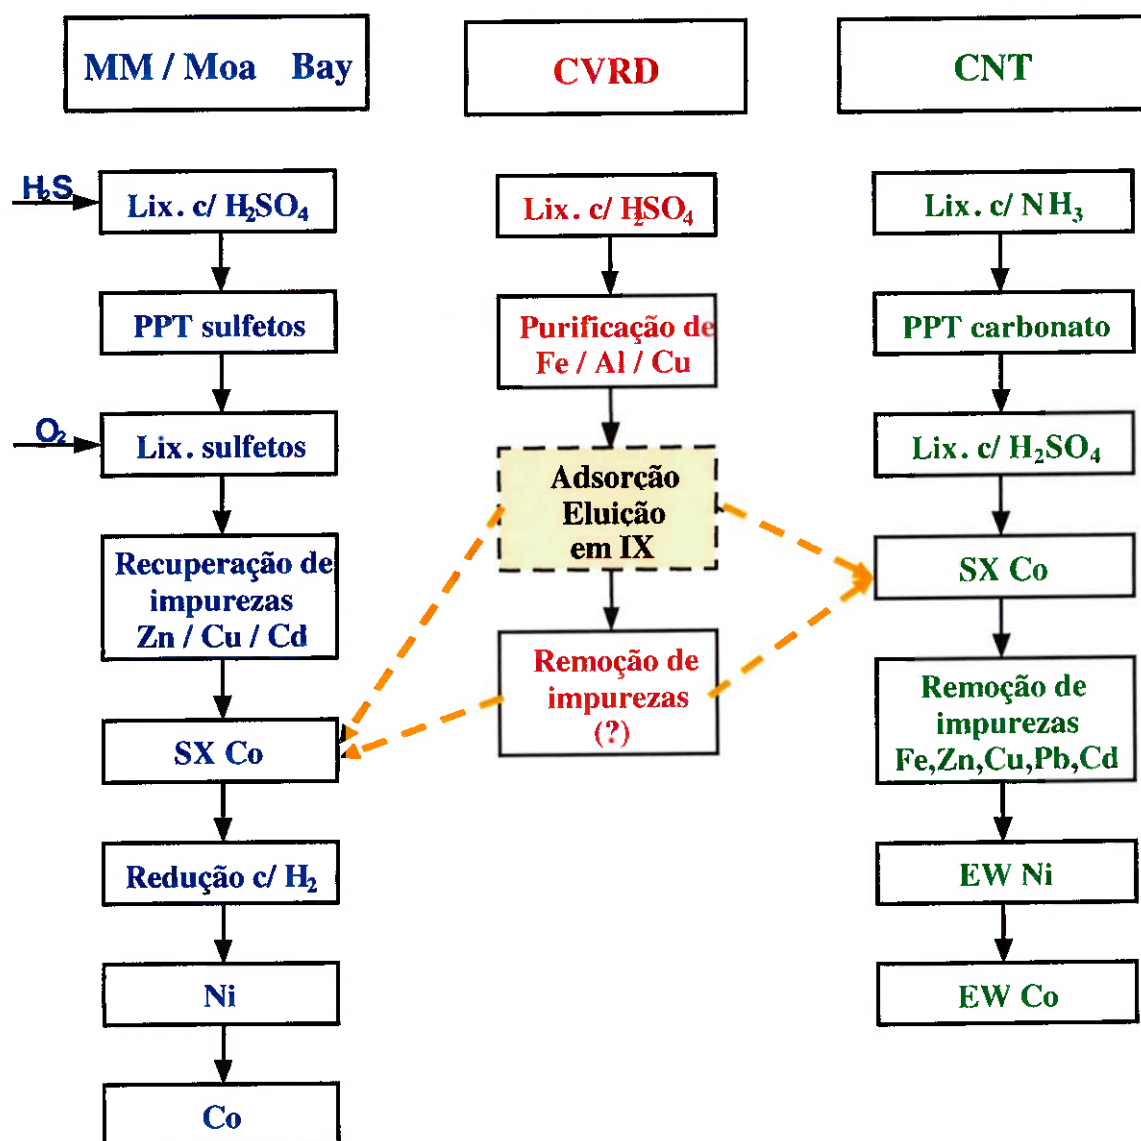 MM / Moa Bay
H₂S
Lix. c/ H₂SO₄
PPT sulfetos
O₂
Lix. sulfetos
Recuperação de
impurezas
Zn / Cu / Cd
SX Co
Redução c/ H₂
Ni
Co
CVRD
Lix. c/ H₂SO₄
Purificação de
Fe / Al / Cu
Adsorção
Eluição
em IX
Remoção de
impurezas
(?)
CNT
Lix. c/ NH₃
PPT carbonato
Lix. c/ H₂SO₄
SX Co
Remoção de
impurezas
Fe,Zn,Cu,Pb,Cd
EW Ni
EW Co